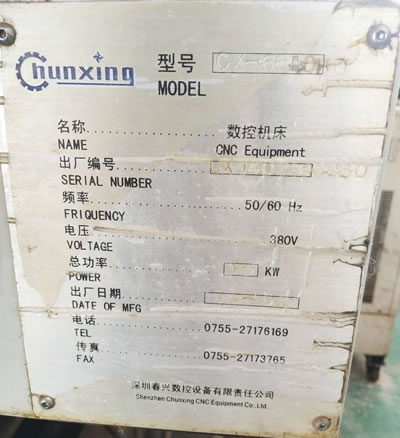 Chunxing
型号
MODEL
名称 数控机床
NAME CNC Equipment
出厂编号
SERIAL NUMBER
频率 50/60 Hz
FRIQUENCY
电压 380V
VOLTAGE
总功率 KW
POWER
出厂日期
DATE OF MFG
电话 0755-27176169
TEL
传真 0755-27173765
FAX
深圳春兴数控设备有限责任公司
Shenzhen Chunxing CNC Equipment Co.,Ltd.